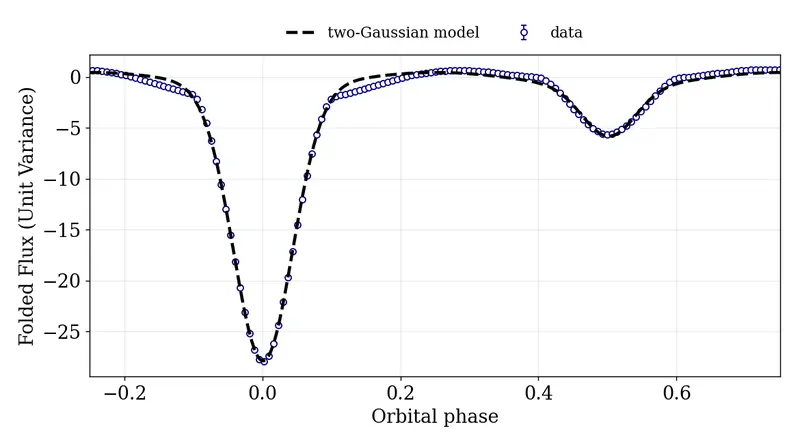 two-Gaussian model data
Folded Flux (Unit Variance)
0
−5
−10
−15
−20
−25
−0.2 0.0 0.2 0.4 0.6
Orbital phase